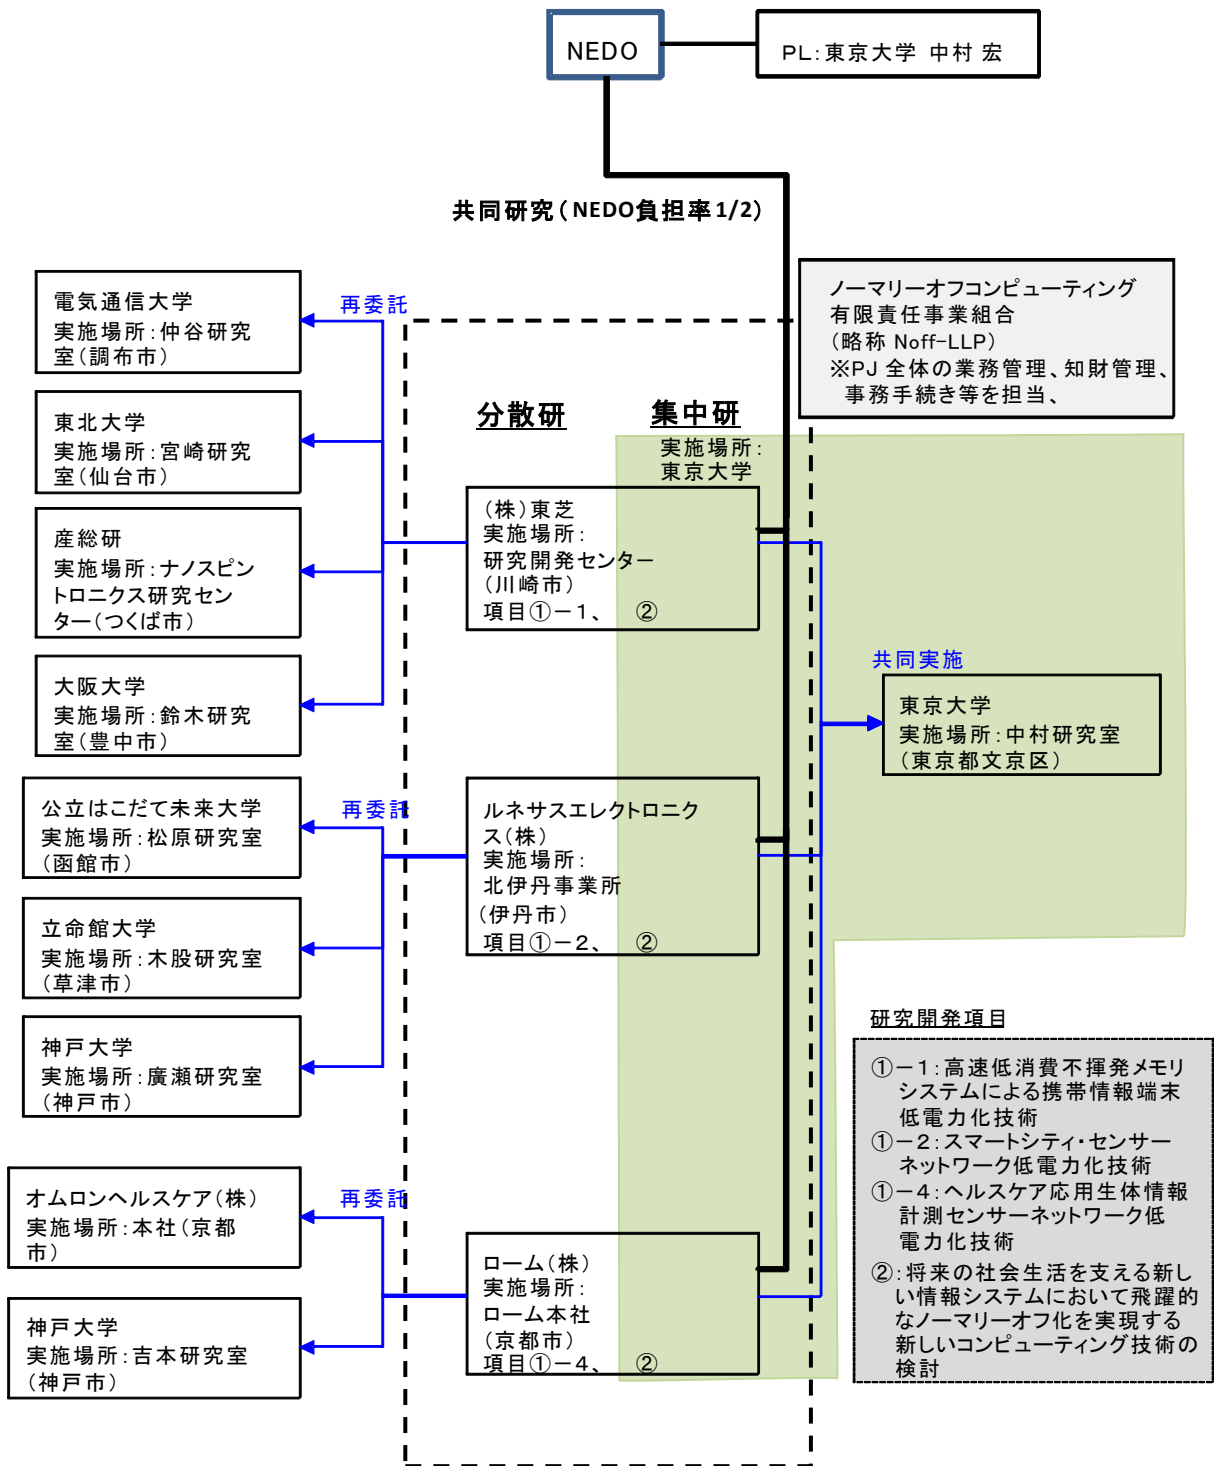 NEDO
PL:東京大学 中村 宏
共同研究(NEDO負担率1/2)
電気通信大学
実施場所:仲谷研究
室(調布市)
再委託
東北大学
実施場所:宮崎研究
室(仙台市)
産総研
実施場所:ナノスピン
トロニクス研究セン
ター(つくば市)
大阪大学
実施場所:鈴木研究
室(豊中市)
公立はこだて未来大学
実施場所:松原研究室
(函館市)
再委託
立命館大学
実施場所:木股研究室
(草津市)
神戸大学
実施場所:廣瀬研究室
(神戸市)
オムロンヘルスケア(株)
実施場所:本社(京都
市)
再委託
神戸大学
実施場所:吉本研究室
(神戸市)
分散研
集中研
実施場所:
東京大学
(株)東芝
実施場所:
研究開発センター
(川崎市)
項目①-1、 ②
ルネサスエレクトロニク
ス(株)
実施場所:
北伊丹事業所
(伊丹市)
項目①-2、 ②
ローム(株)
実施場所:
ローム本社
(京都市)
項目①-4、 ②
ノーマリーオフコンピューティング
有限責任事業組合
(略称 Noff-LLP)
※PJ 全体の業務管理、知財管理、
事務手続き等を担当、
共同実施
東京大学
実施場所:中村研究室
(東京都文京区)
研究開発項目
①-1:高速低消費不揮発メモリ
システムによる携帯情報端末
低電力化技術
①-2:スマートシティ・センサー
ネットワーク低電力化技術
①-4:ヘルスケア応用生体情報
計測センサーネットワーク低
電力化技術
②:将来の社会生活を支える新し
い情報システムにおいて飛躍的
なノーマリーオフ化を実現する
新しいコンピューティング技術の
検討